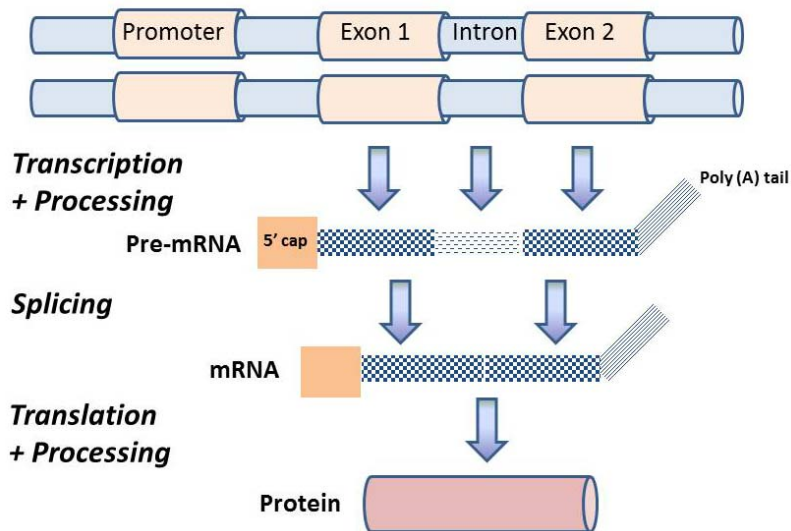 Promoter Exon 1 Intron Exon 2
Transcription
+ Processing
Poly (A) tail
Pre-mRNA 5′ cap
Splicing
mRNA
Translation
+ Processing
Protein